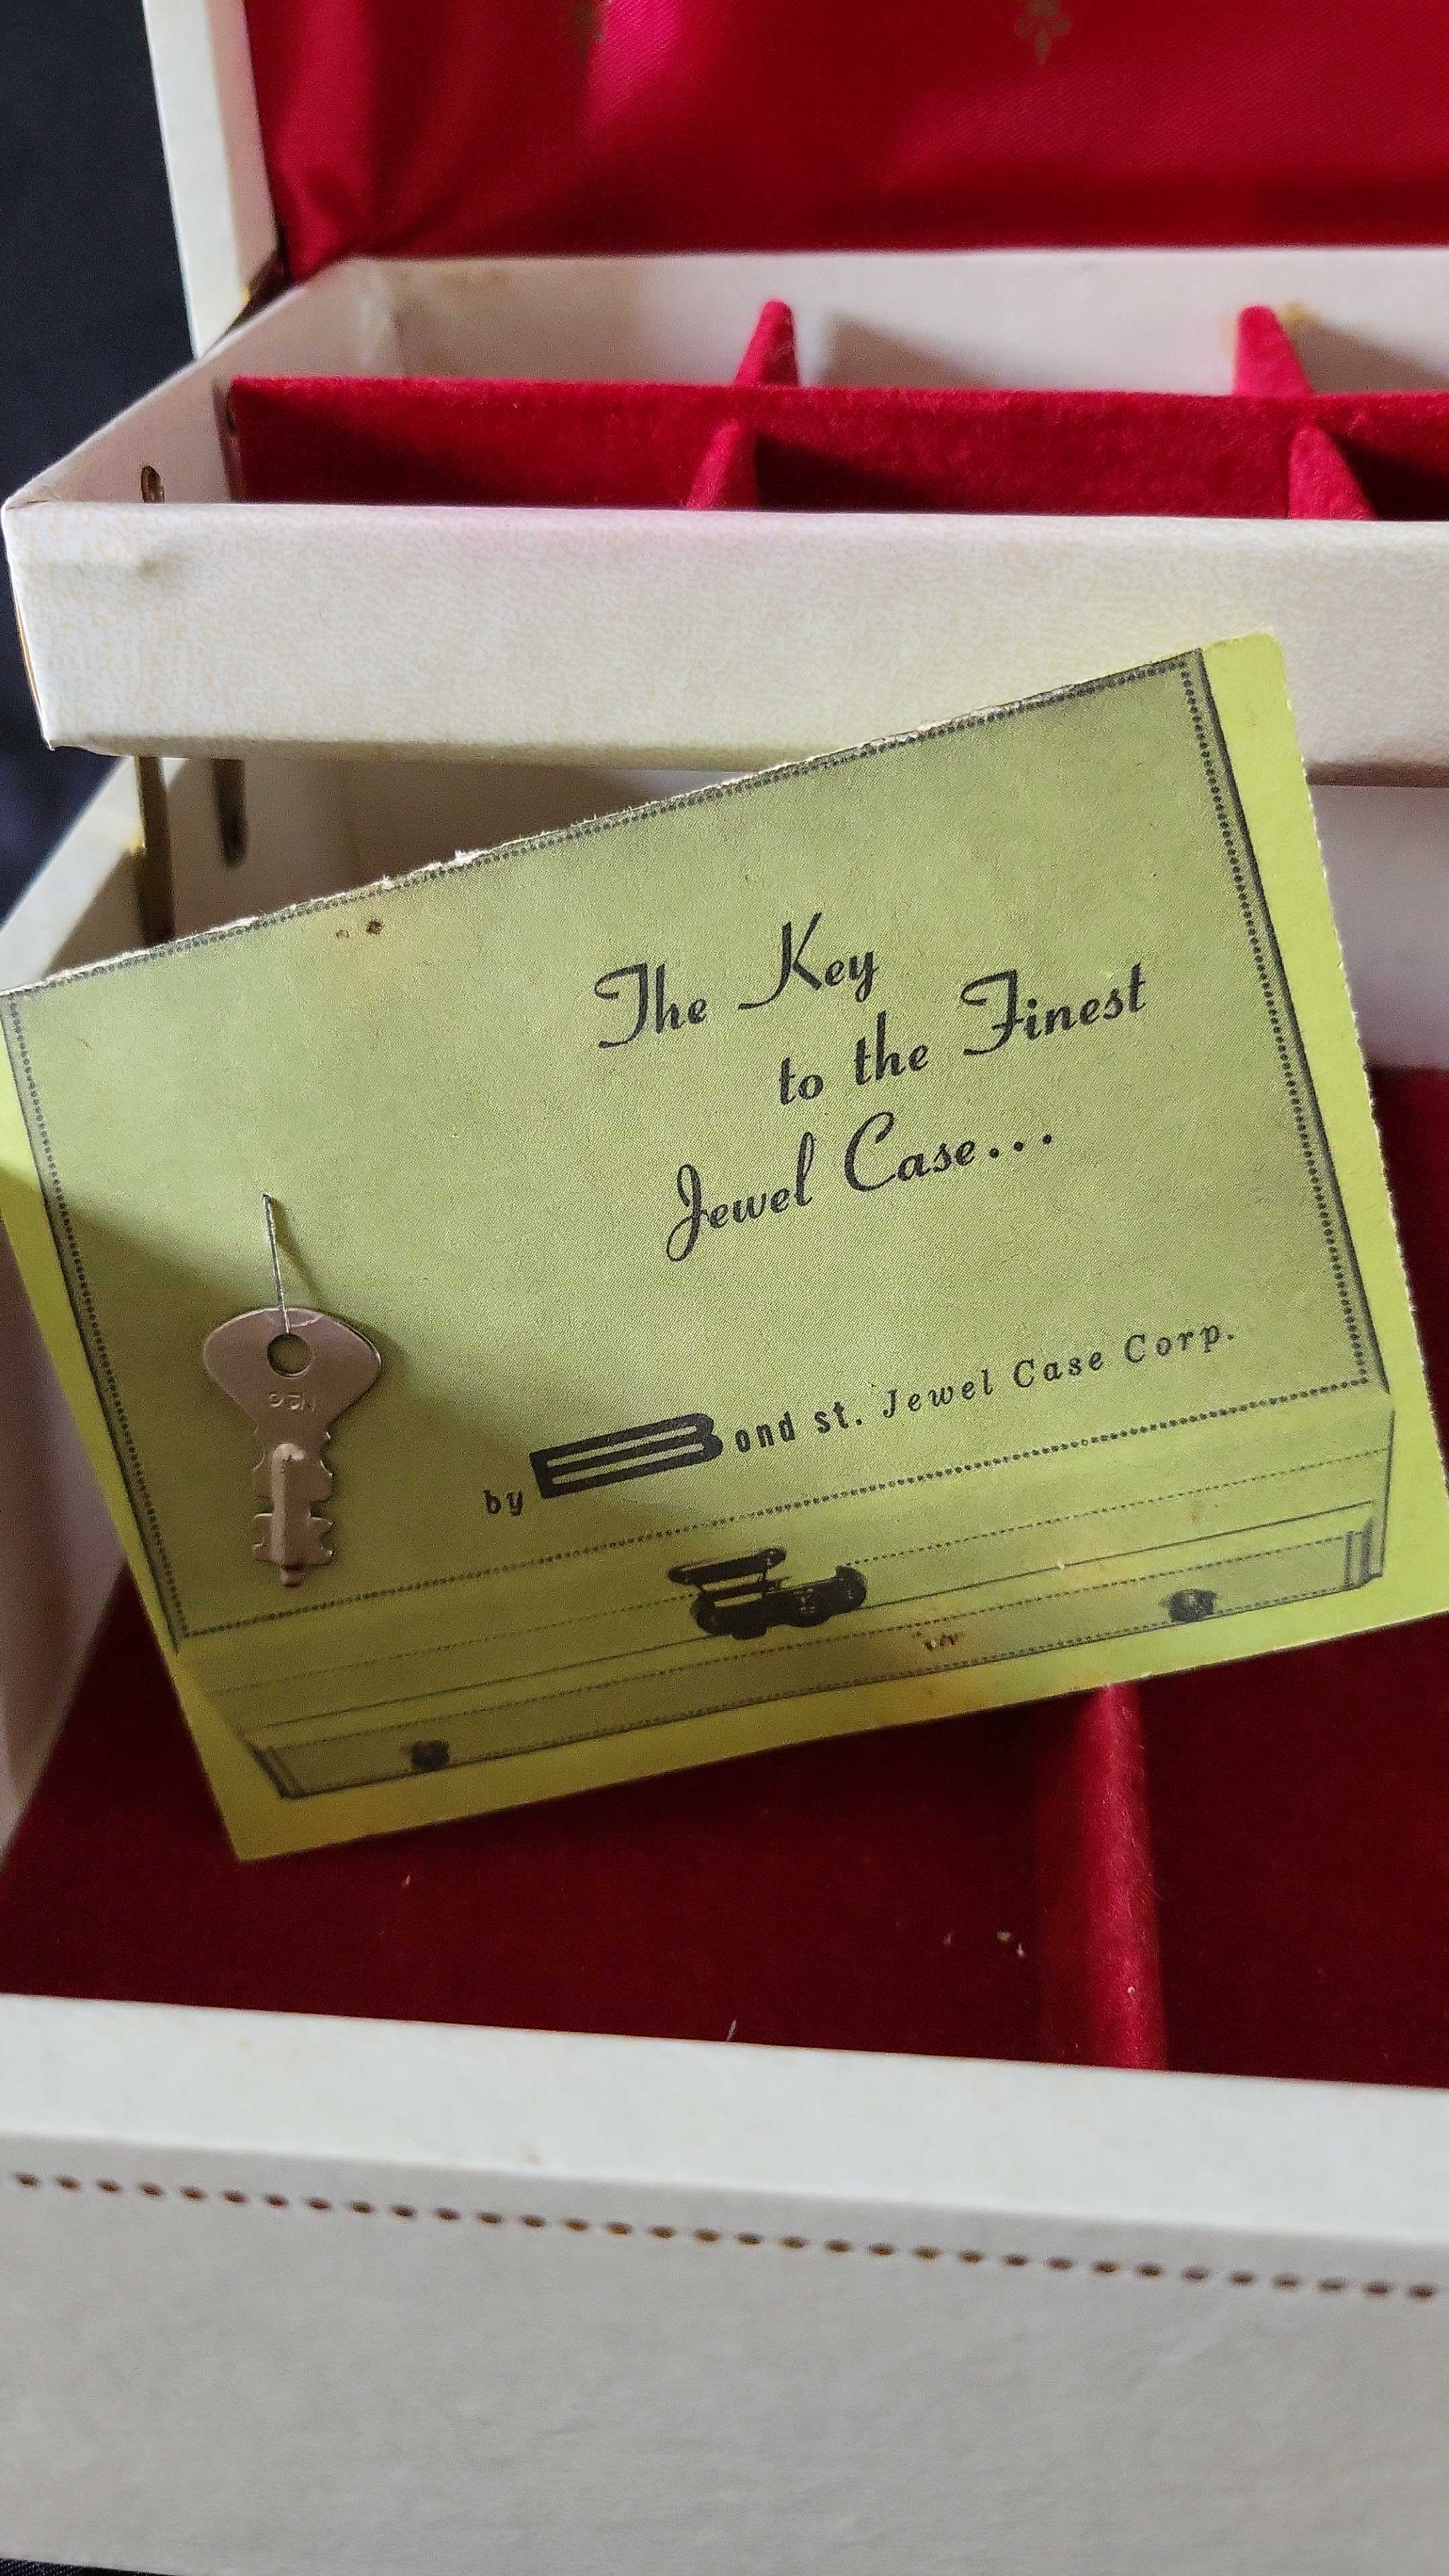 The Key
to the Finest
Jewel Case...
by Bond st. Jewel Case Corp.